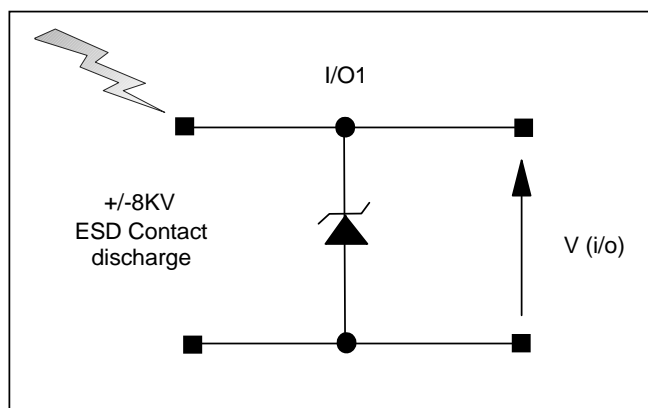 I/O1
+/-8KV
ESD Contact
discharge
V (i/o)